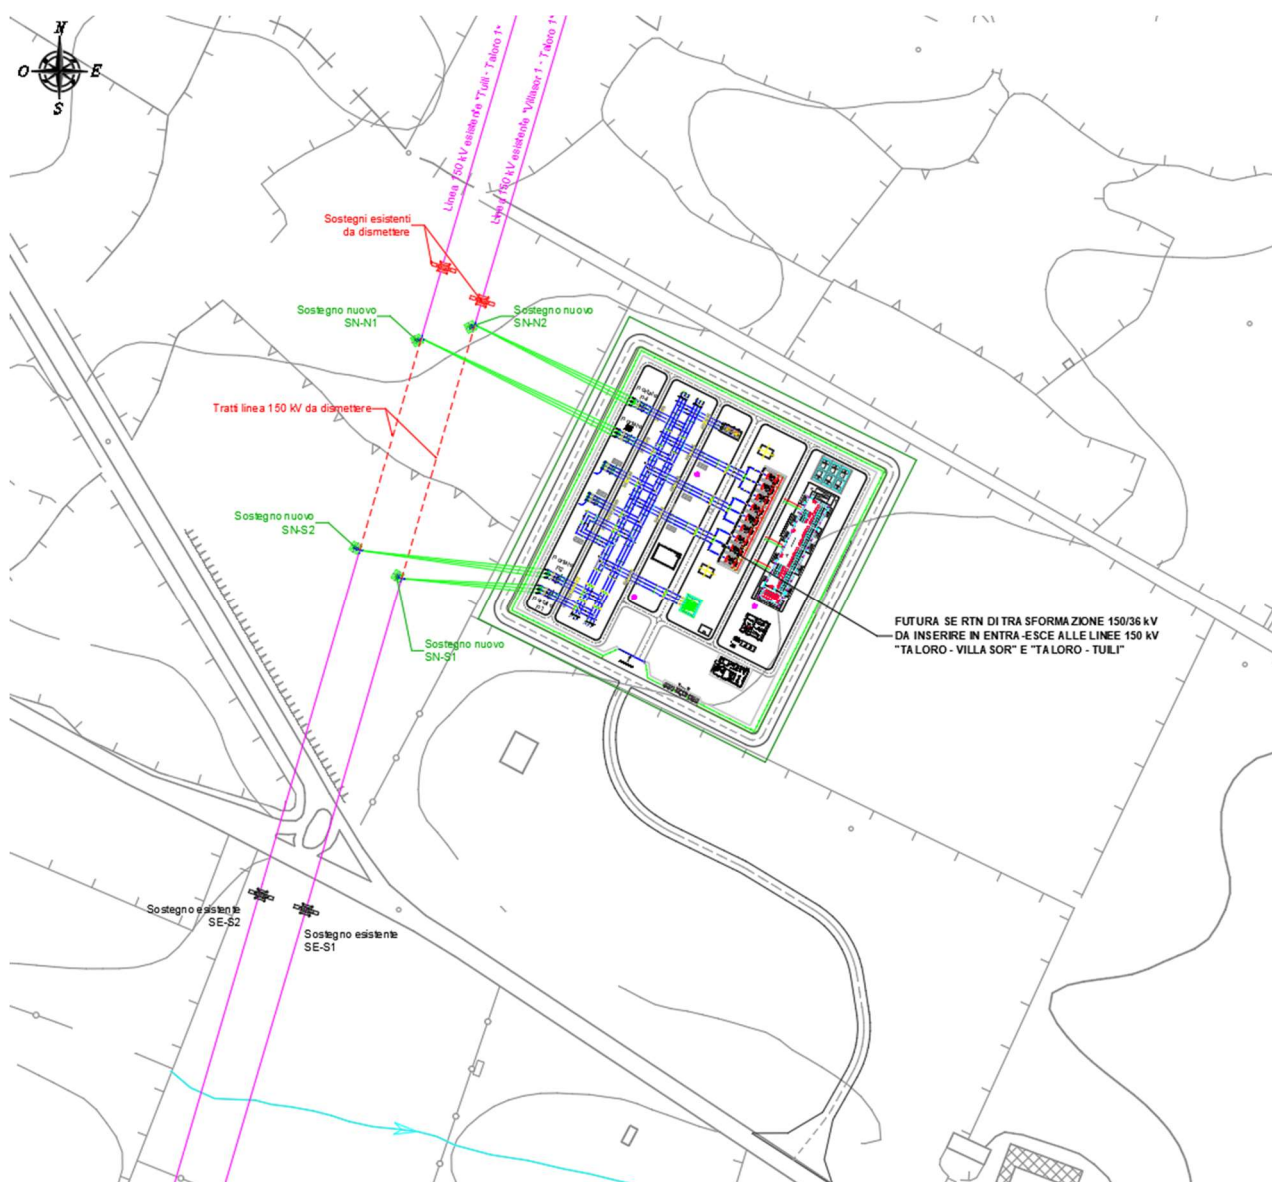 N
O E
S
Linea 150 kV esistente "Tuili - Taloro 1"
Linea 150 kV esistente "Villasor 1 - Taloro 1"
Sostegni esistenti
da dismettere
Sostegno nuovo
SN-N1
Sostegno nuovo
SN-N2
Tratti linea 150 kV da dismettere
Sostegno nuovo
SN-S2
Sostegno nuovo
SN-S1
FUTURA SE RTN DI TRASFORMAZIONE 150/36 kV
DA INSERIRE IN ENTRA-ESCE ALLE LINEE 150 kV
"TALORO - VILLASOR" E "TALORO - TUILI"
Sostegno esistente
SE-S2
Sostegno esistente
SE-S1